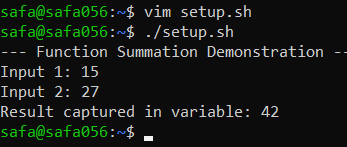 safa@safa056:~$ vim setup.sh
safa@safa056:~$ ./setup.sh
--- Function Summation Demonstration --
Input 1: 15
Input 2: 27
Result captured in variable: 42
safa@safa056:~$